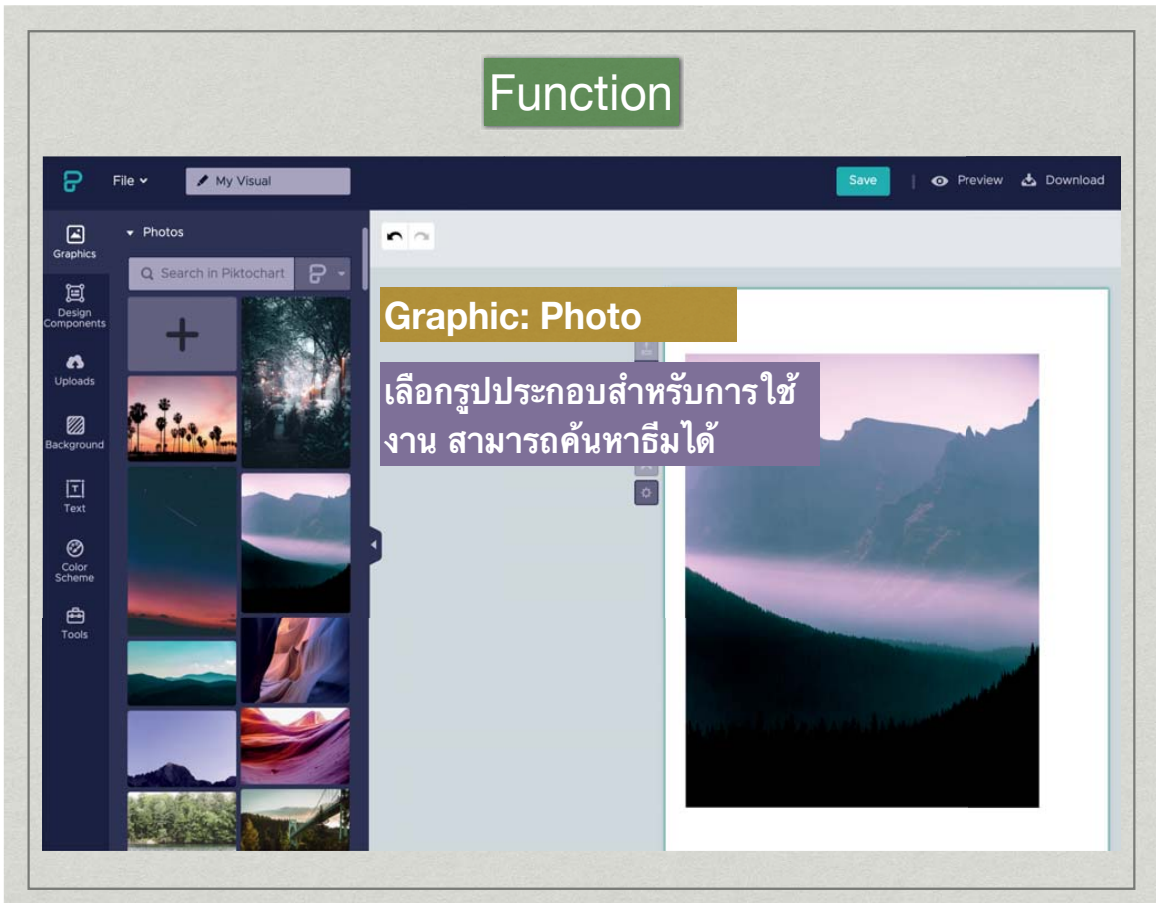 Function
File
My Visual
Save
Preview
Download
Graphics
Photos
Search in Piktochart
Design
Components
Uploads
Background
Text
Color
Scheme
Tools
Graphic: Photo
เลือกรูปประกอบสำหรับการใช้
งาน สามารถค้นหาธีมได้